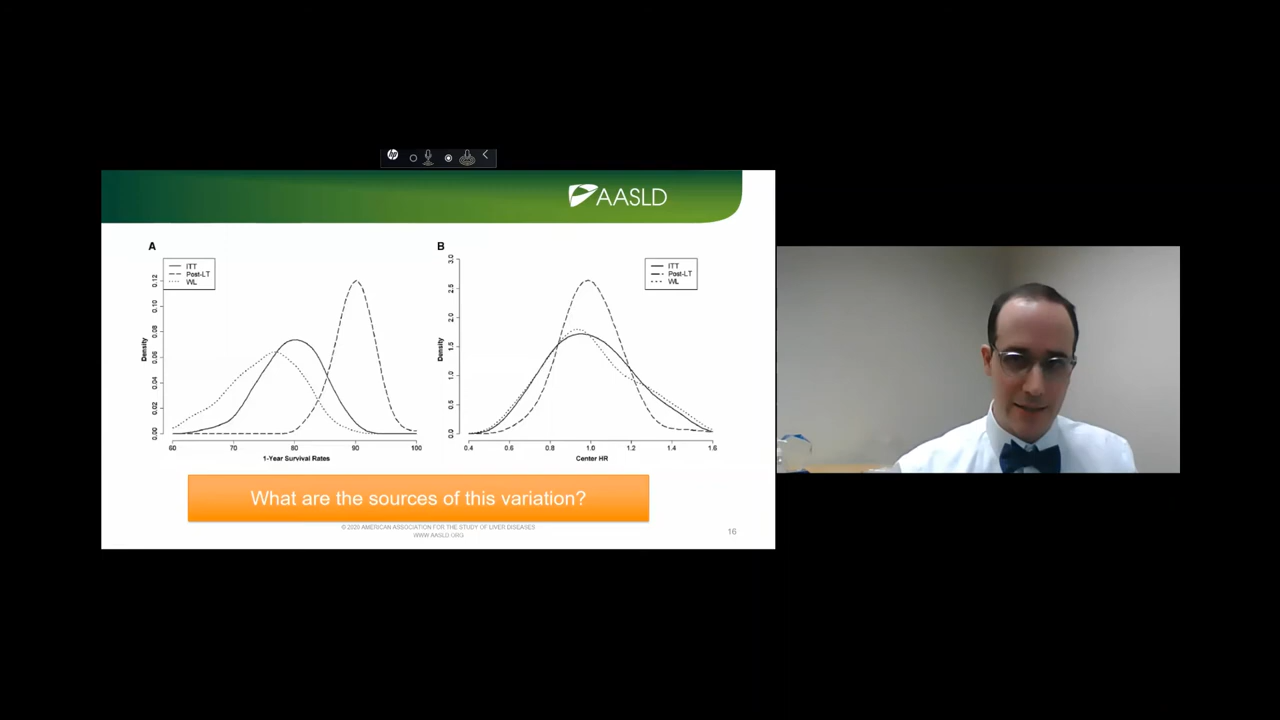 hp
AASLD
A
ITT
Post-LT
WL
Density
0.00
0.02
0.04
0.06
0.08
0.10
0.12
60
70
80
90
100
1-Year Survival Rates
B
ITT
Post-LT
WL
Density
0.0
0.5
1.0
1.5
2.0
2.5
3.0
0.4
0.6
0.8
1.0
1.2
1.4
1.6
Center HR
What are the sources of this variation?
© 2020 AMERICAN ASSOCIATION FOR THE STUDY OF LIVER DISEASES
WWW.AASLD.ORG
16